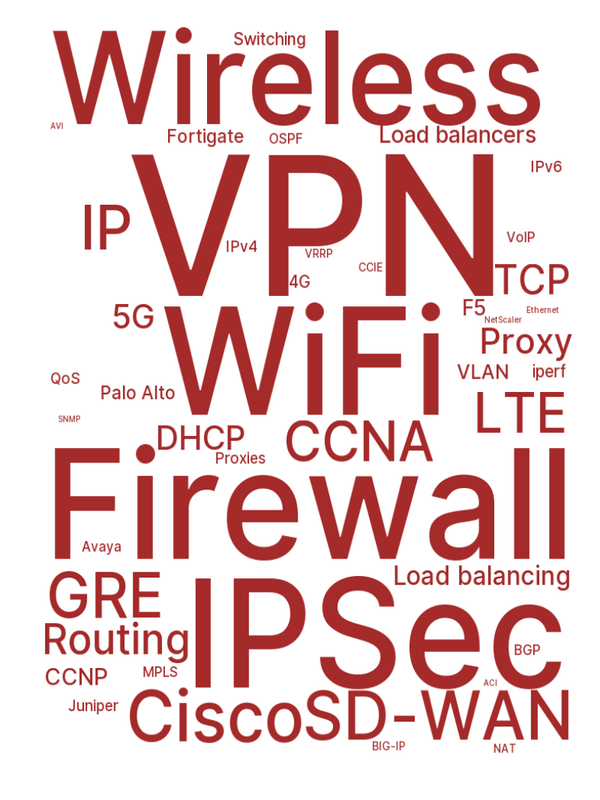 Switching
Wireless
AVI
Fortigate
OSPF
Load balancers
VPN
IPv6
IP
IPv4
VRRP
CCIE
VoIP
4G
TCP
5G
WiFi
F5
Ethernet
NetScaler
Proxy
QoS
Palo Alto
VLAN
iperf
SNMP
LTE
DHCP
CCNA
Proxies
Firewall
Avaya
Load balancing
GRE
IPSec
Routing
BGP
CCNP
MPLS
ACI
Juniper
Cisco
SD-WAN
BIG-IP
NAT